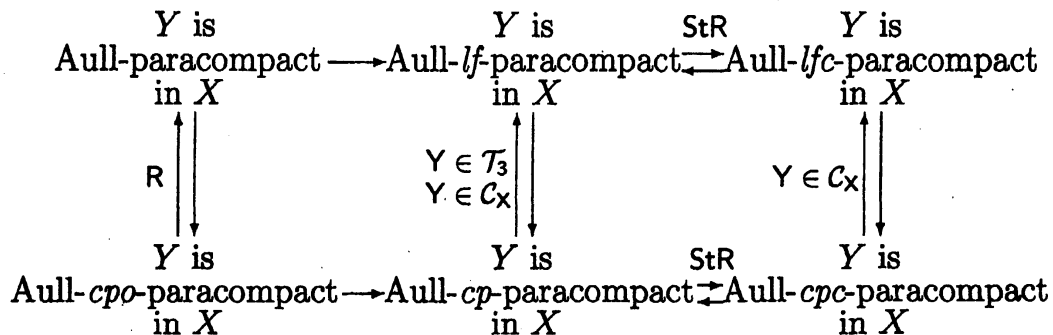 Y is Y is StR Y is
Aull-paracompact Aull-lf-paracompact Aull-lfc-paracompact
in X in X in X
R Y ∈ T₃ Y ∈ Cₓ
Y ∈ Cₓ
Y is Y is StR Y is
Aull-cpo-paracompact Aull-cp-paracompact Aull-cpc-paracompact
in X in X in X